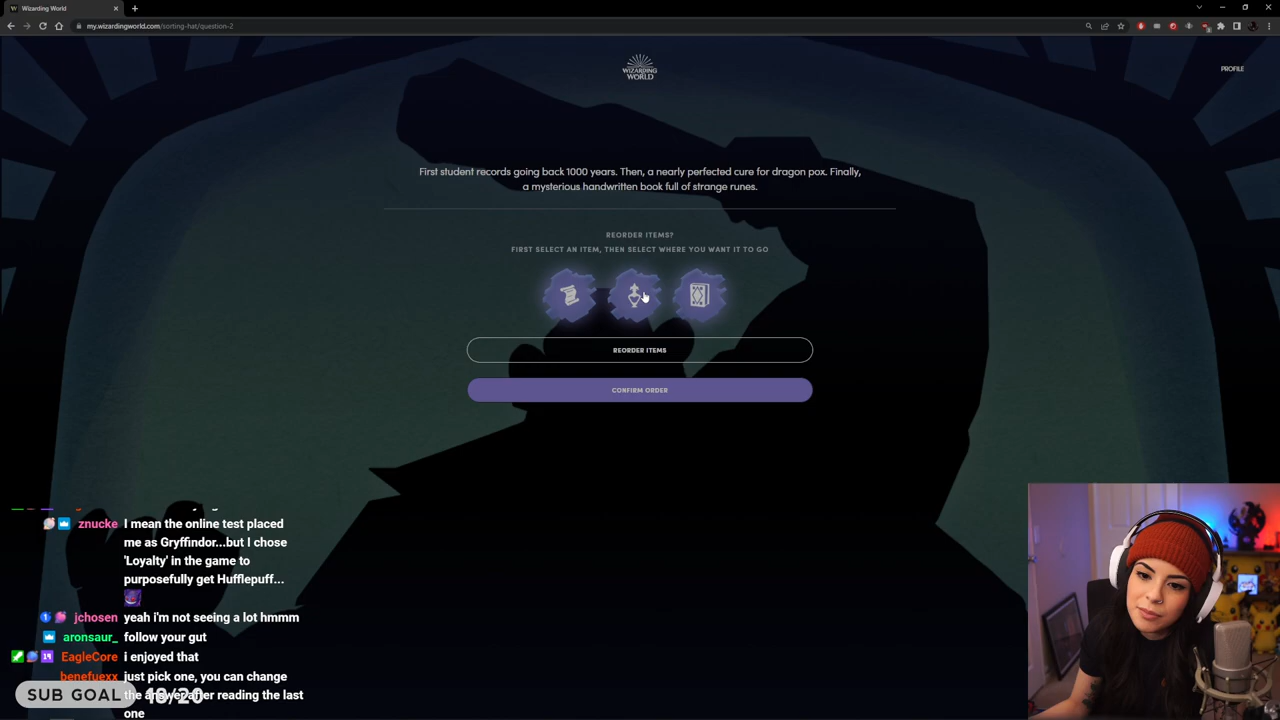 Wizarding World
my.wizardingworld.com/sorting-hat/question-2
WIZARDING
WORLD
PROFILE
First student records going back 1000 years. Then, a nearly perfected cure for dragon pox. Finally,
a mysterious handwritten book full of strange runes.
REORDER ITEMS?
FIRST SELECT AN ITEM, THEN SELECT WHERE YOU WANT IT TO GO
REORDER ITEMS
CONFIRM ORDER
znucke I mean the online test placed
me as Gryffindor...but I chose
'Loyalty' in the game to
purposefully get Hufflepuff...
jchosen yeah i'm not seeing a lot hmmm
aronsaur_ follow your gut
19 EagleCore i enjoyed that
benefuexx just pick one, you can change
the answer after reading the last
one
SUB GOAL 18/20